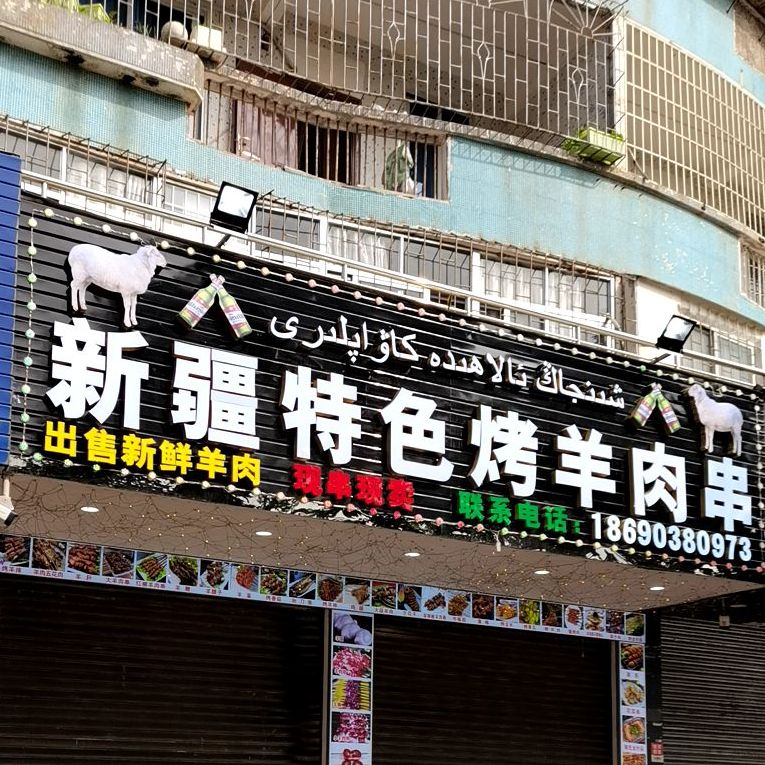 شىنجاڭ ئالاھىدە كاۋاپلىرى
新疆特色烤羊肉串
出售新鲜羊肉 现串现卖 联系电话：18690380973